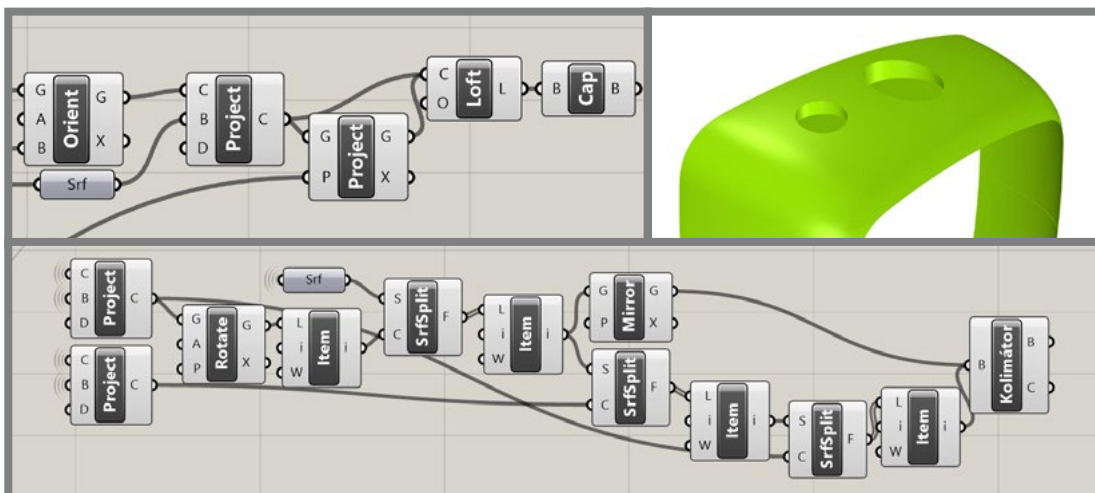 G A B Orient G X
Srf
C B D Project C
G P Project G X
C O Loft L
B Cap B
C B D Project C
C B D Project C
G A P Rotate G X
Srf
L i W Item i
S C SrfSplit F
L i W Item i
G P Mirror G X
S C SrfSplit F
L i W Item i
S C SrfSplit F
L i W Item i
B Kolimátor B C